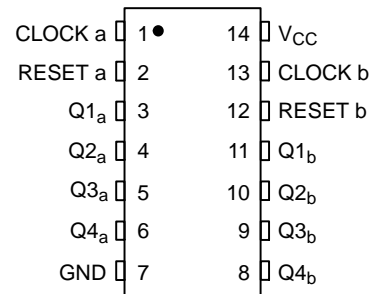 CLOCK a 1 14 VCC
RESET a 2 13 CLOCK b
Q1a 3 12 RESET b
Q2a 4 11 Q1b
Q3a 5 10 Q2b
Q4a 6 9 Q3b
GND 7 8 Q4b